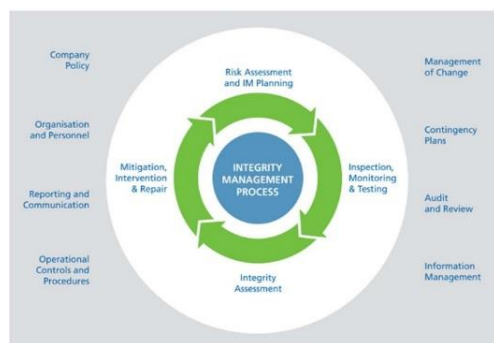 Company
Policy
Organisation
and Personnel
Reporting and
Communication
Operational
Controls and
Procedures
Risk Assessment
and IM Planning
Mitigation,
Intervention
& Repair
INTEGRITY
MANAGEMENT
PROCESS
Inspection,
Monitoring
& Testing
Integrity
Assessment
Management
of Change
Contingency
Plans
Audit
and Review
Information
Management